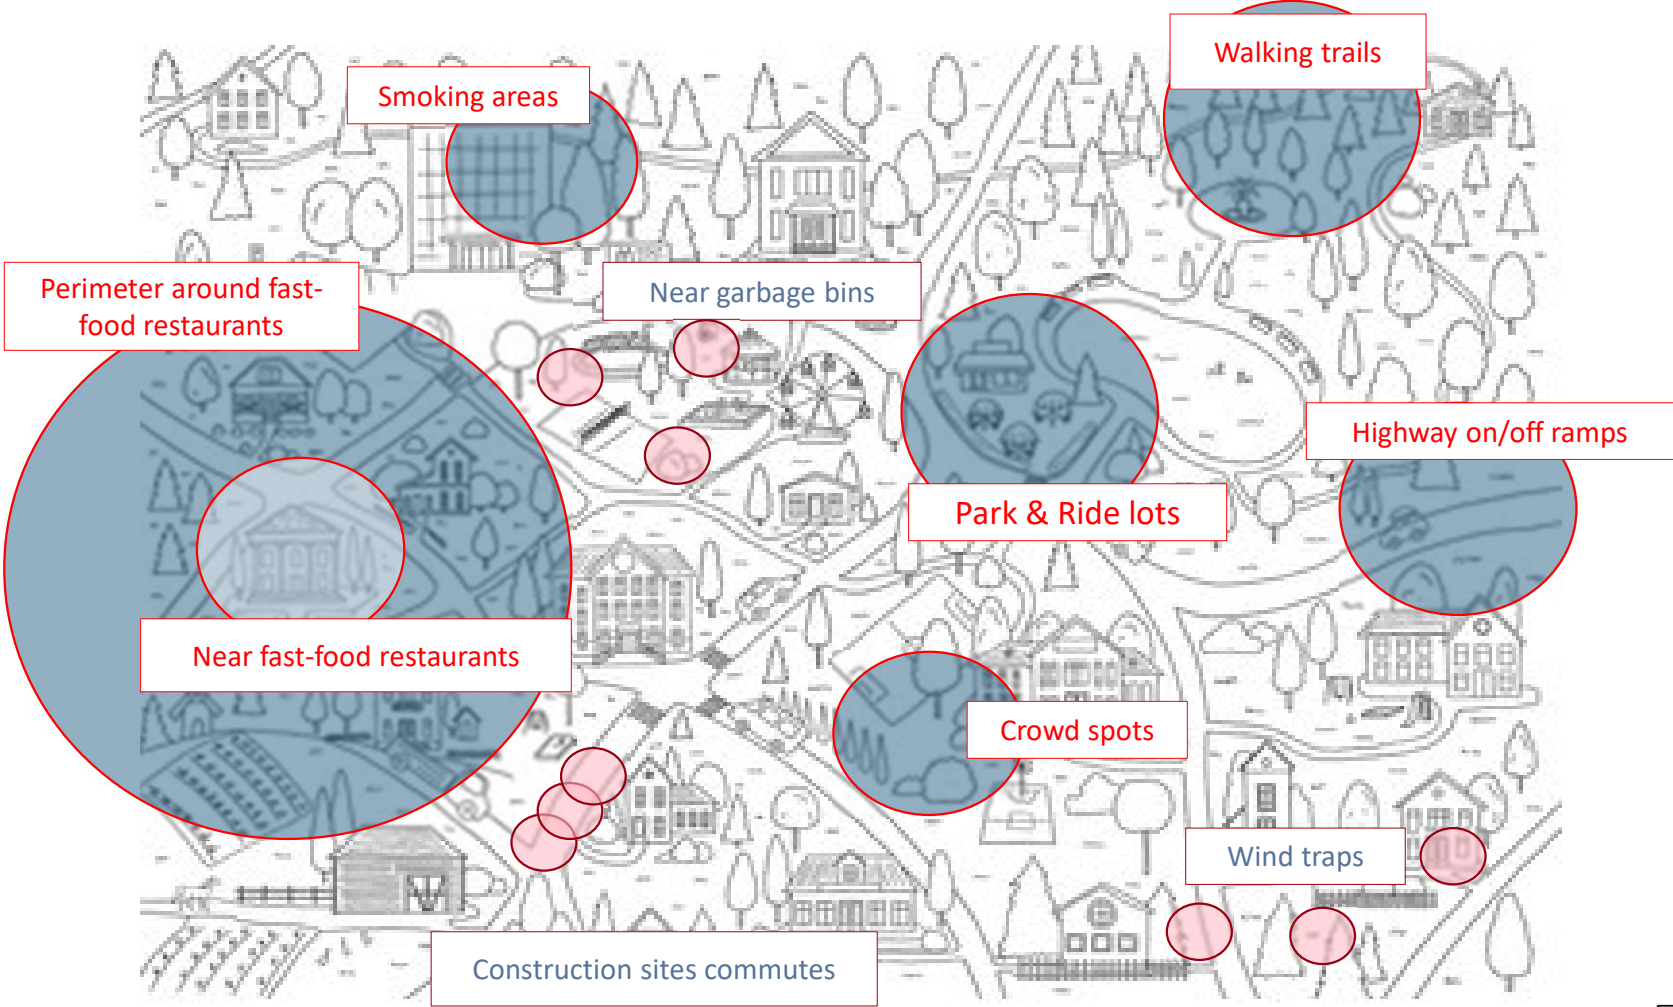 Walking trails
Smoking areas
Perimeter around fast-
food restaurants
Near garbage bins
Highway on/off ramps
Park & Ride lots
Near fast-food restaurants
Crowd spots
Wind traps
Construction sites commutes